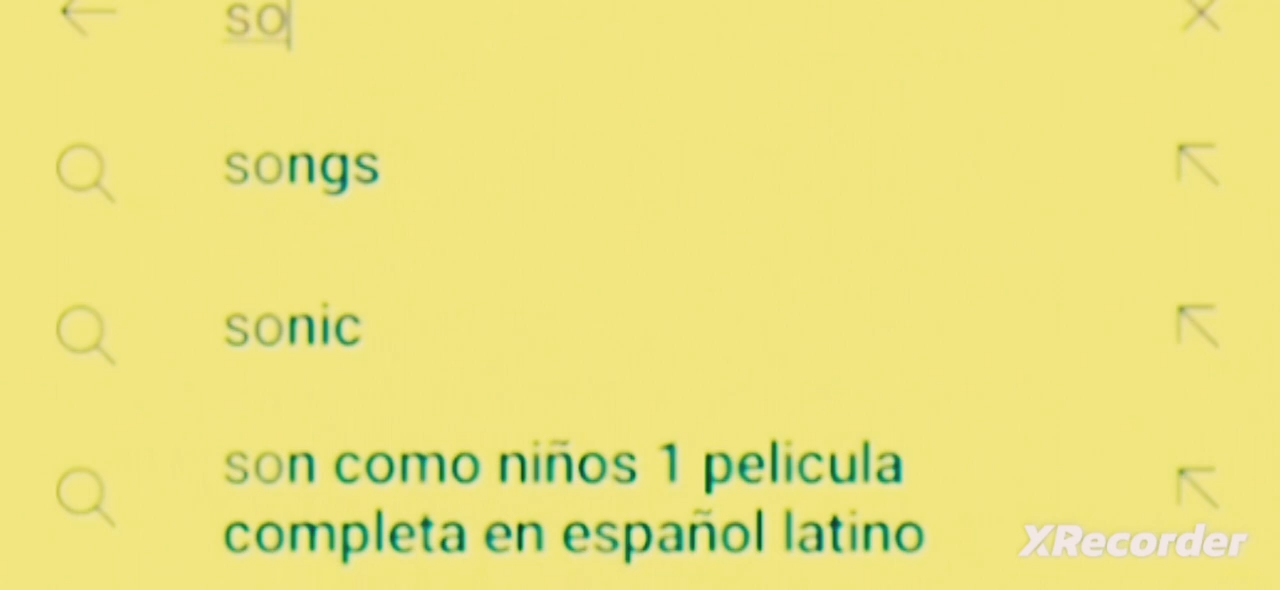 so
songs
sonic
son como niños 1 pelicula
completa en español latino
XRecorder